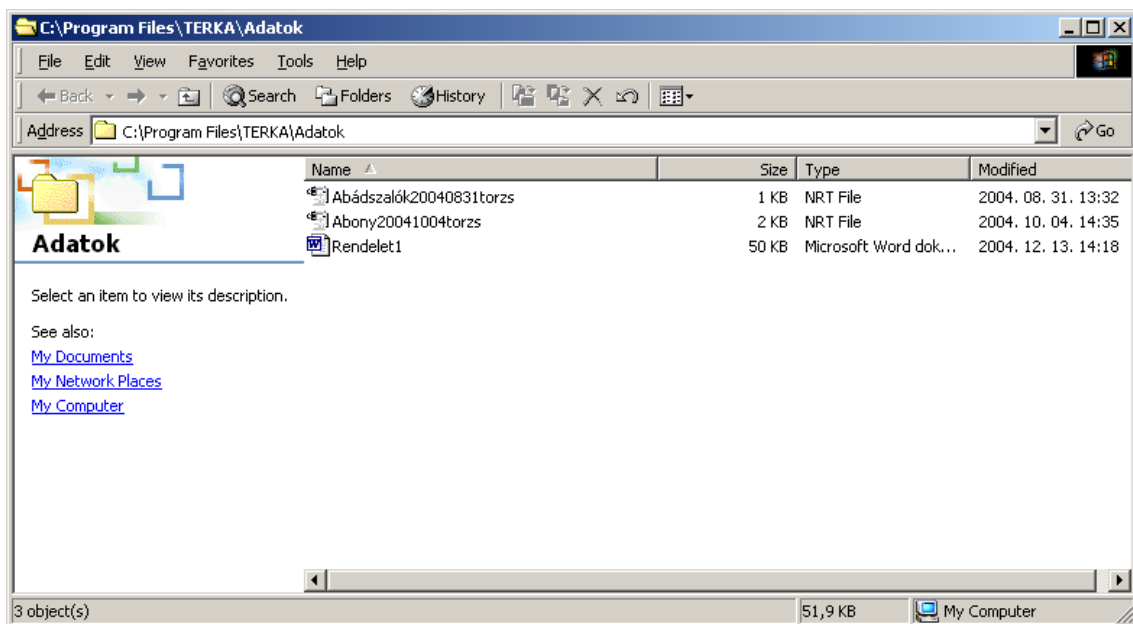 C:\Program Files\TERKA\Adatok
File Edit View Favorites Tools Help
Back Search Folders History
Address C:\Program Files\TERKA\Adatok Go
Name Size Type Modified
Abádszalók20040831torzs 1 KB NRT File 2004. 08. 31. 13:32
Abony20041004torzs 2 KB NRT File 2004. 10. 04. 14:35
Rendelet1 50 KB Microsoft Word dok... 2004. 12. 13. 14:18
Adatok
Select an item to view its description.
See also:
My Documents
My Network Places
My Computer
3 object(s) 51,9 KB My Computer